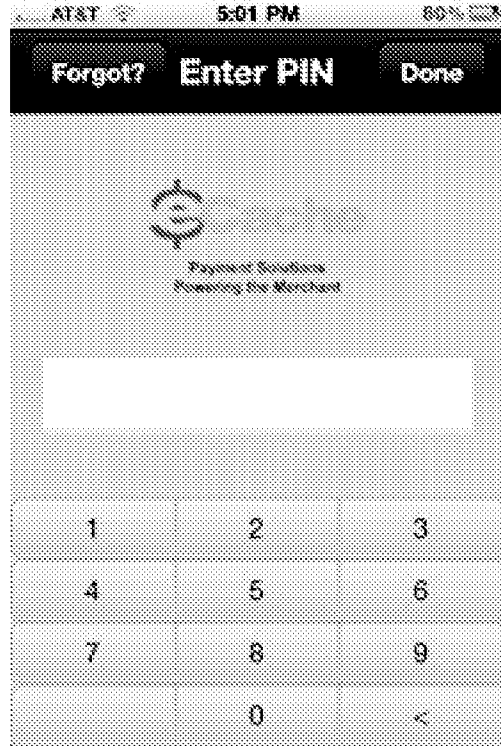 AT&T 5:01 PM 60%
Forgot? Enter PIN Done
Payment Solutions
Powering the Merchant
1 2 3
4 5 6
7 8 9
0 <